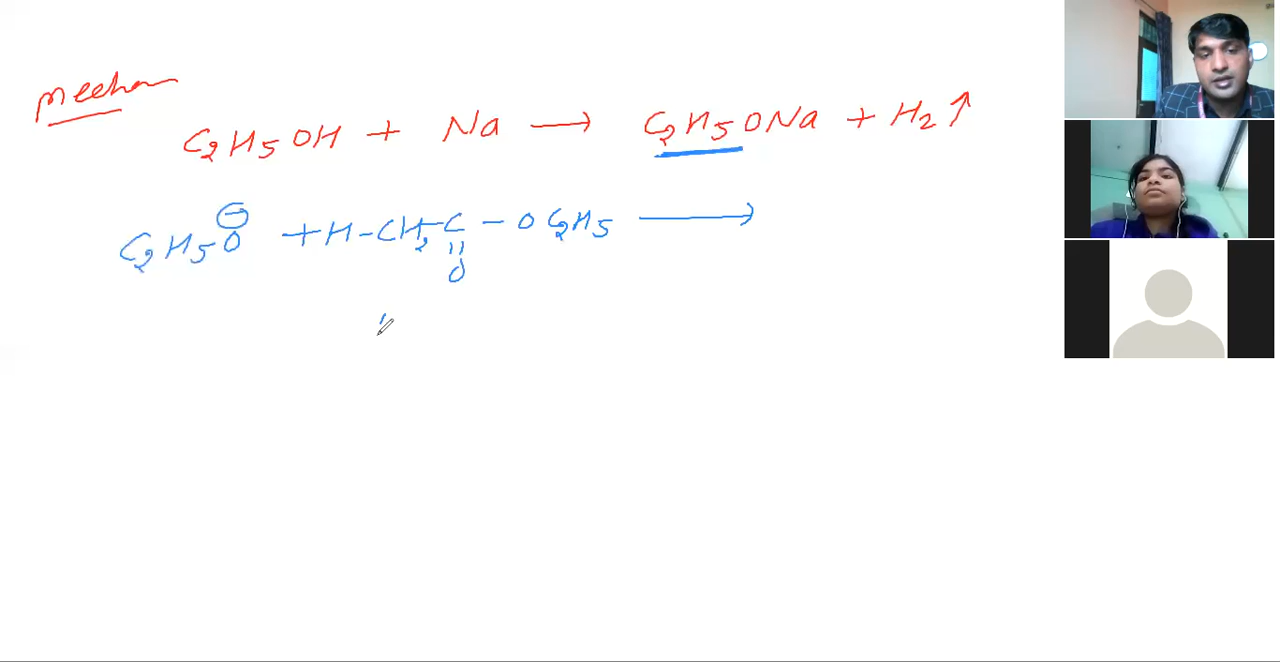 Mechan
C2H5OH + Na → C2H5ONa + H2↑
C2H5O⊖ + H-CH2-C-OC2H5 →
||
O